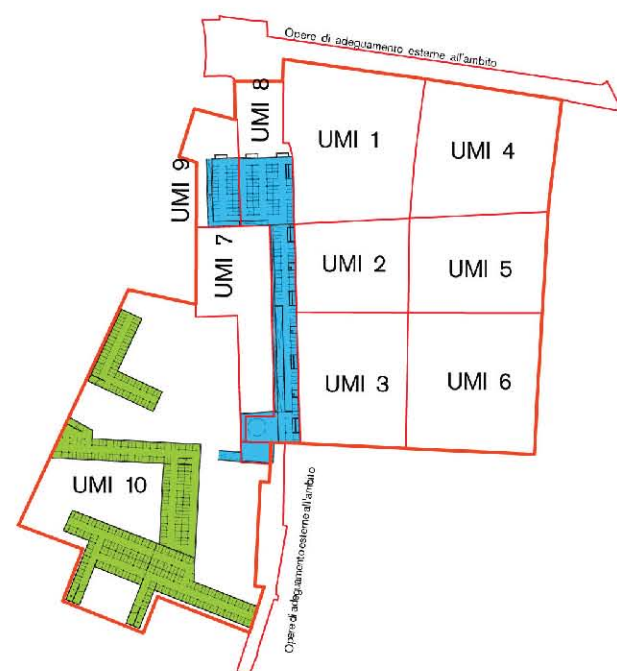 Opere di adeguamento esterne all'ambito
UMI 8
UMI 1
UMI 4
UMI 9
UMI 7
UMI 2
UMI 5
UMI 3
UMI 6
UMI 10
Opere di adeguamento esterne all'ambito